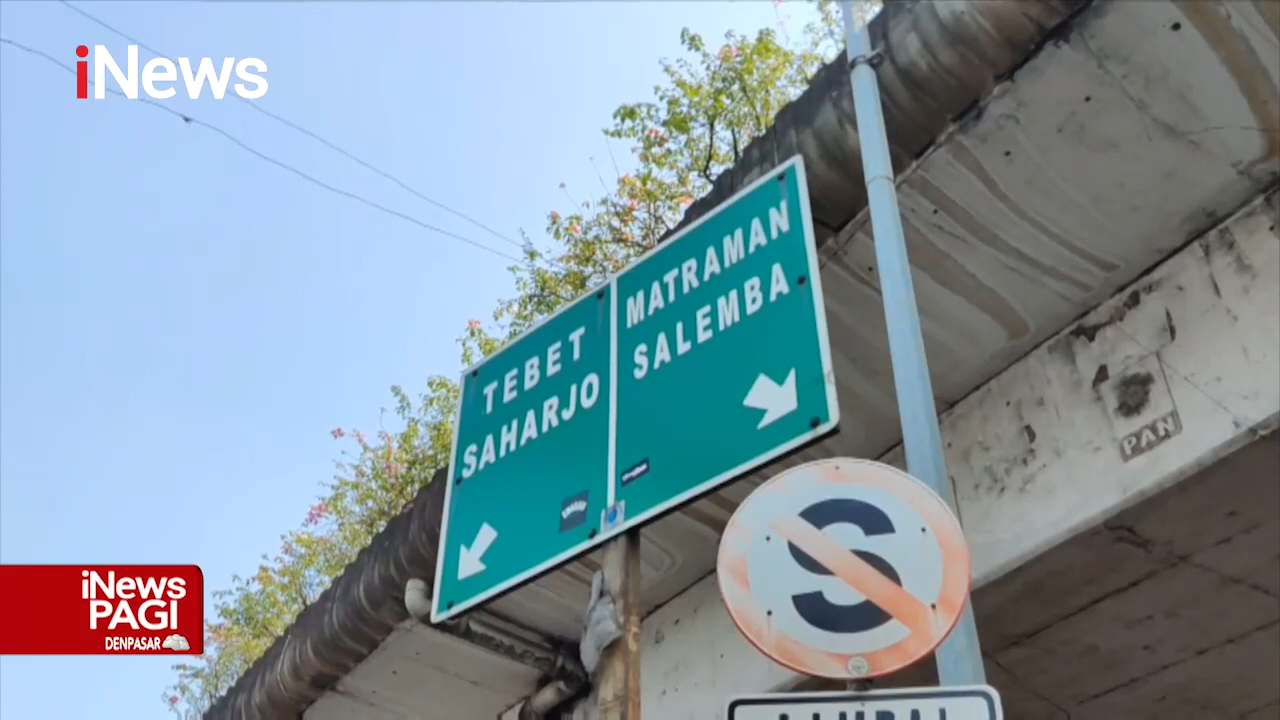 iNews
TEBET
SAHARJO
MATRAMAN
SALEMBA
S
PAN
iNews
PAGI
DENPASAR